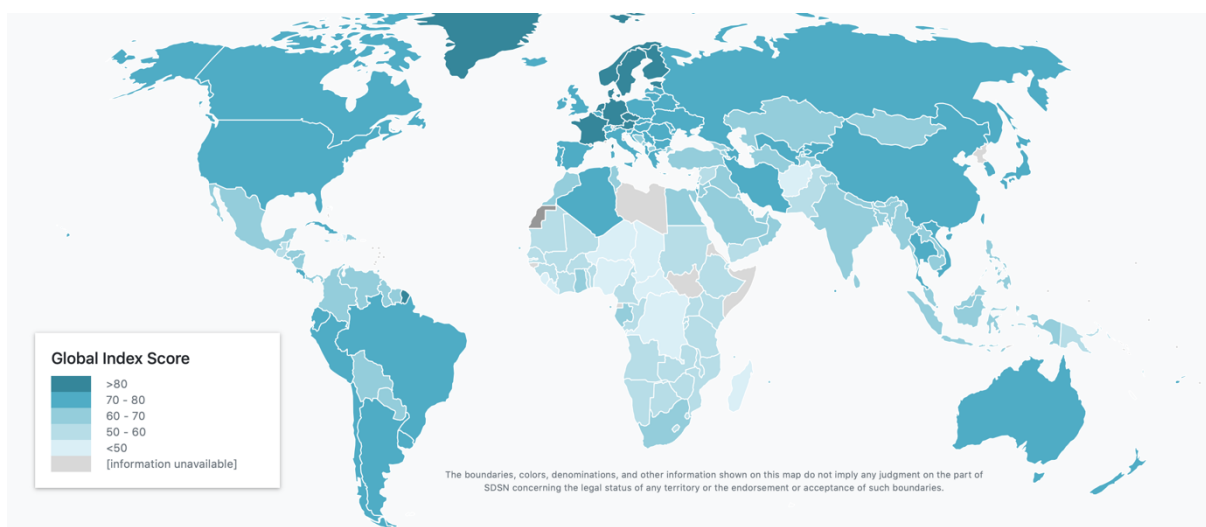 Global Index Score
>80
70 - 80
60 - 70
50 - 60
<50
[information unavailable]
The boundaries, colors, denominations, and other information shown on this map do not imply any judgment on the part of
SDSN concerning the legal status of any territory or the endorsement or acceptance of such boundaries.